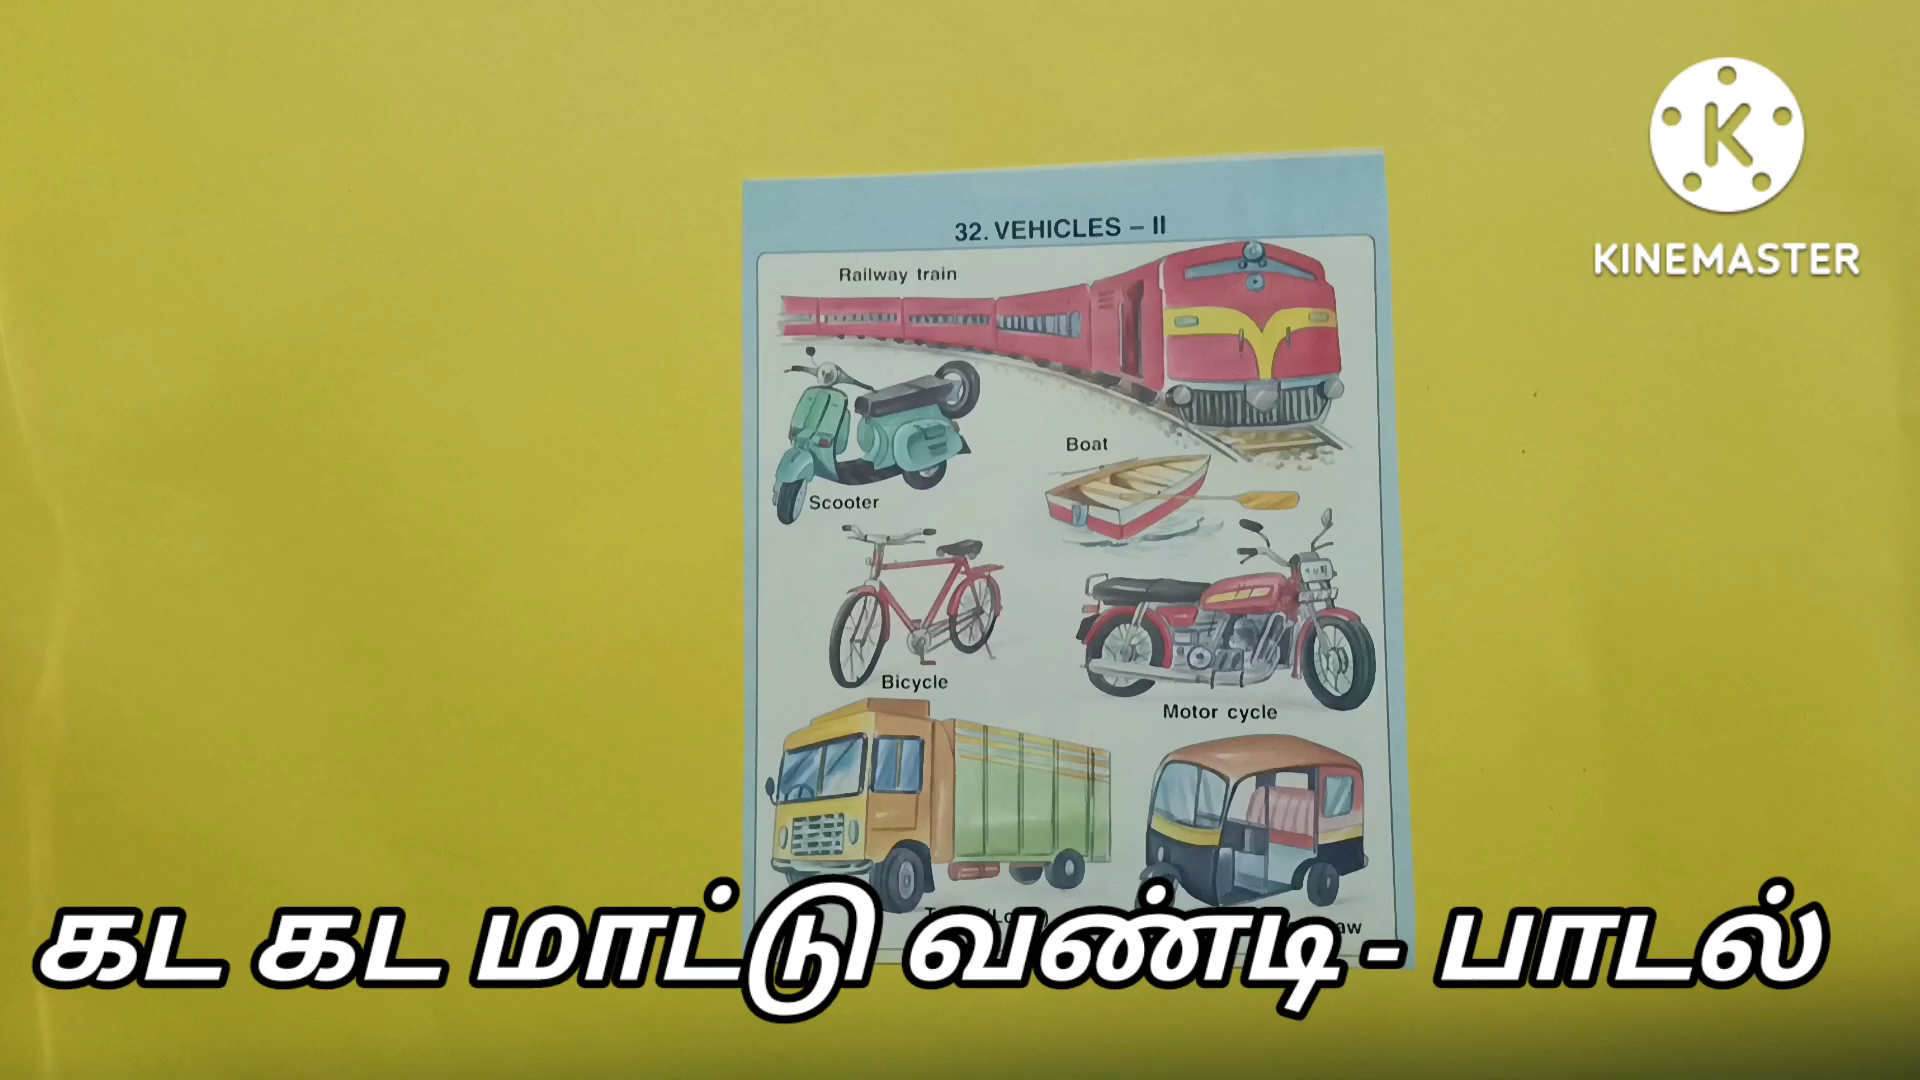 K
KINEMASTER
32. VEHICLES – II
Railway train
Boat
Scooter
Bicycle
Motor cycle
கட கட மாட்டு வண்டி - பாடல்